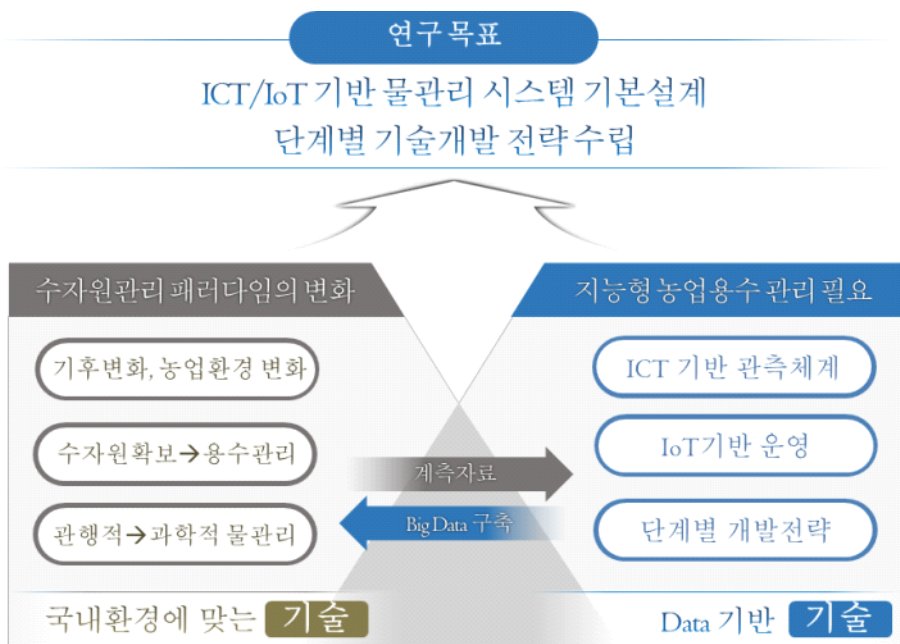 연구 목표
ICT/IoT 기반 물관리 시스템 기본설계
단계별 기술개발 전략 수립
수자원관리 패러다임의 변화
기후변화, 농업환경 변화
수자원확보→용수관리
관행적→과학적 물관리
국내환경에 맞는 기술
계측자료
Big Data 구축
지능형 농업용수 관리 필요
ICT 기반 관측체계
IoT기반 운영
단계별 개발전략
Data 기반 기술